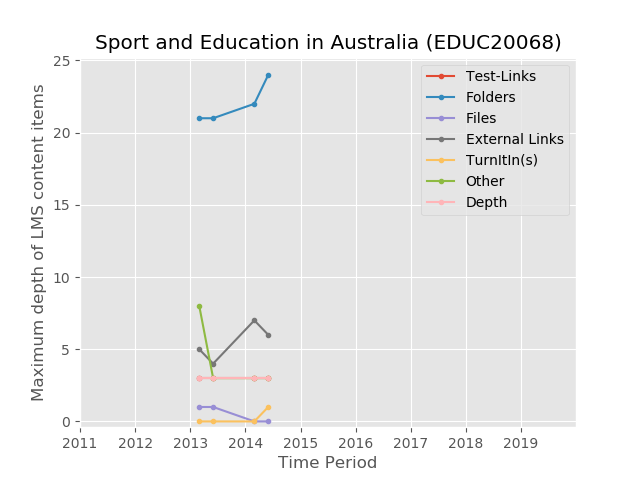 Sport and Education in Australia (EDUC20068)
Maximum depth of LMS content items
25
20
15
10
5
0
Test-Links
Folders
Files
External Links
TurnItIn(s)
Other
Depth
2011 2012 2013 2014 2015 2016 2017 2018 2019
Time Period